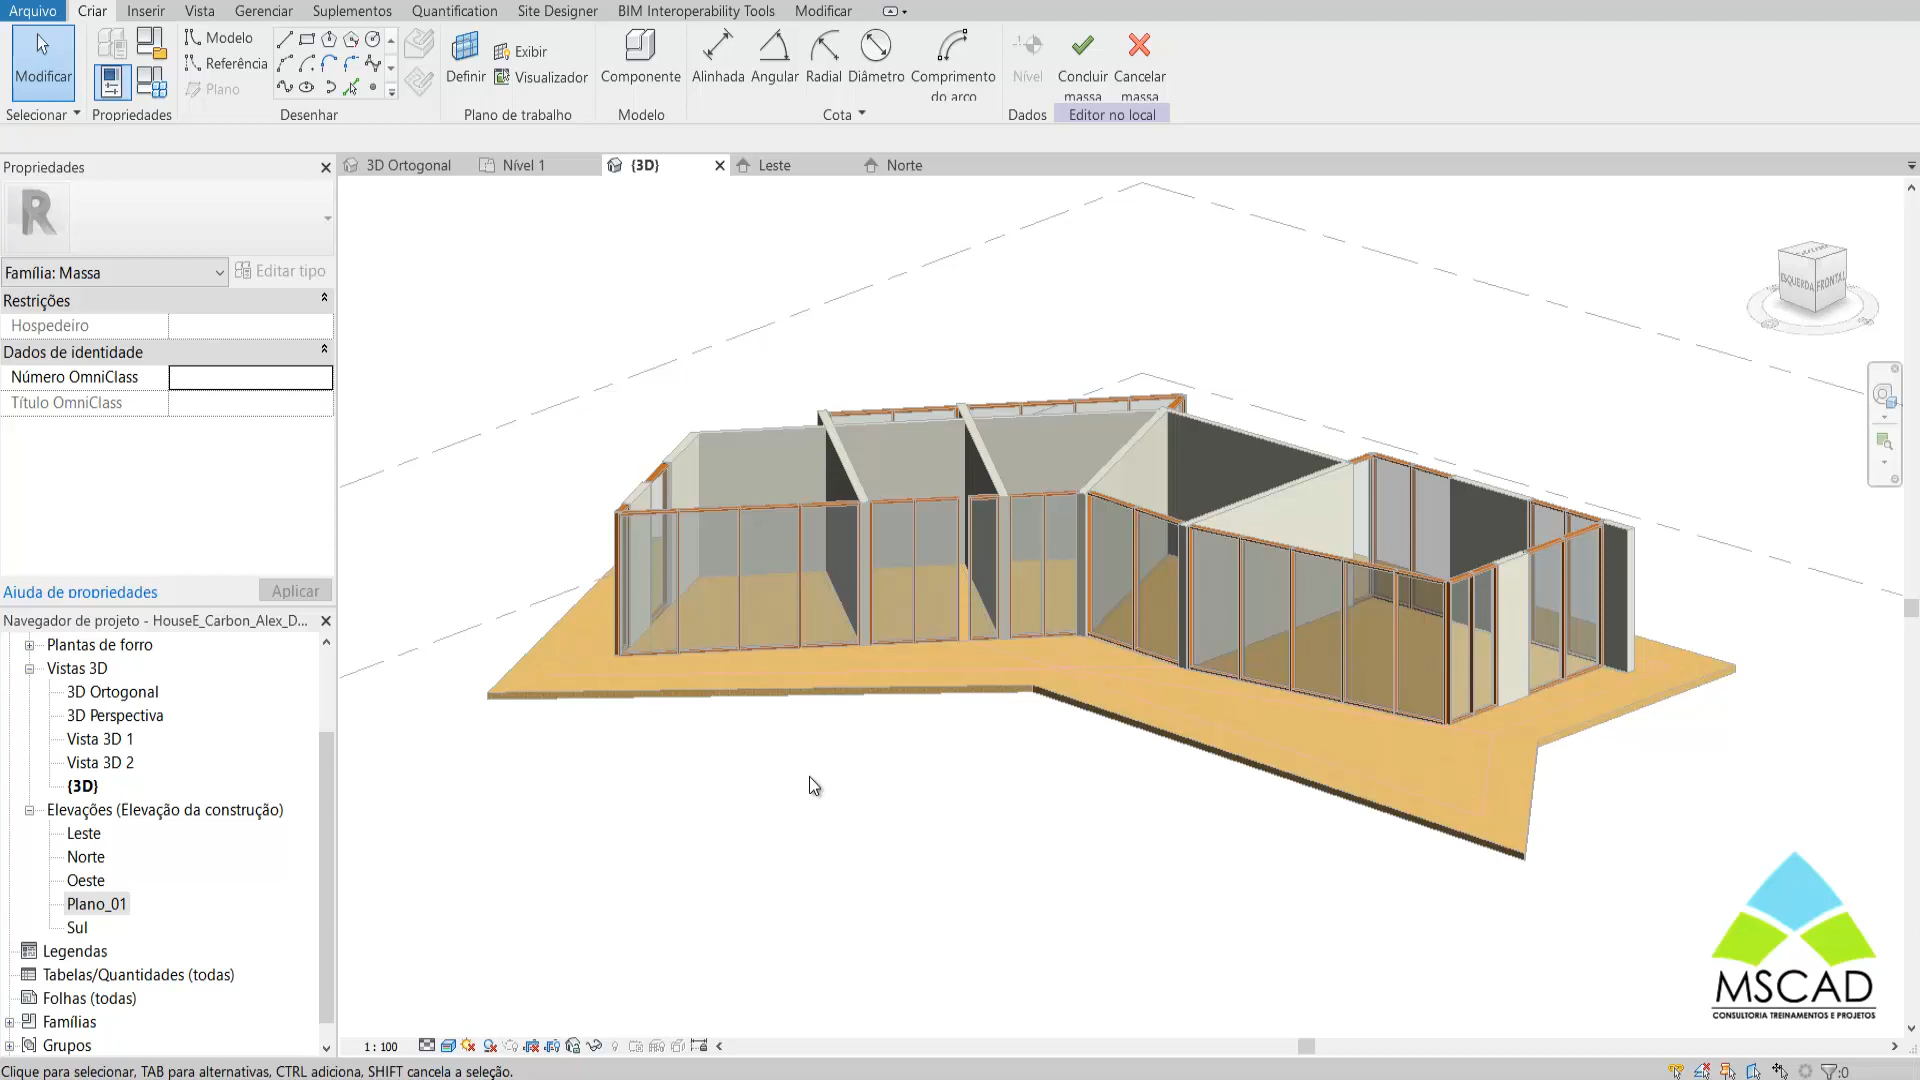 Arquivo Criar Inserir Vista Gerenciar Suplementos Quantification Site Designer BIM Interoperability Tools Modificar
Modificar
Modelo
Referência
Plano
Definir
Exibir
Visualizador
Componente
Alinhada Angular Radial Diâmetro Comprimento do arco
Nível
Concluir massa
Cancelar massa
Selecionar Propriedades Desenhar Plano de trabalho Modelo Cota Dados Editor no local
Propriedades
3D Ortogonal Nível 1 {3D} Leste Norte
R
Família: Massa
Editar tipo
Restrições
Hospedeiro
Dados de identidade
Número OmniClass
Título OmniClass
Ajuda de propriedades Aplicar
Navegador de projeto - HouseE_Carbon_Alex_D...
Plantas de forro
Vistas 3D
3D Ortogonal
3D Perspectiva
Vista 3D 1
Vista 3D 2
{3D}
Elevações (Elevação da construção)
Leste
Norte
Oeste
Plano_01
Sul
Legendas
Tabelas/Quantidades (todas)
Folhas (todas)
Famílias
Grupos
ESQUERDA FRONTAL
MSCAD
CONSULTORIA TREINAMENTOS E PROJETOS
1 : 100
Clique para selecionar, TAB para alternativas, CTRL adiciona, SHIFT cancela a seleção.
:0